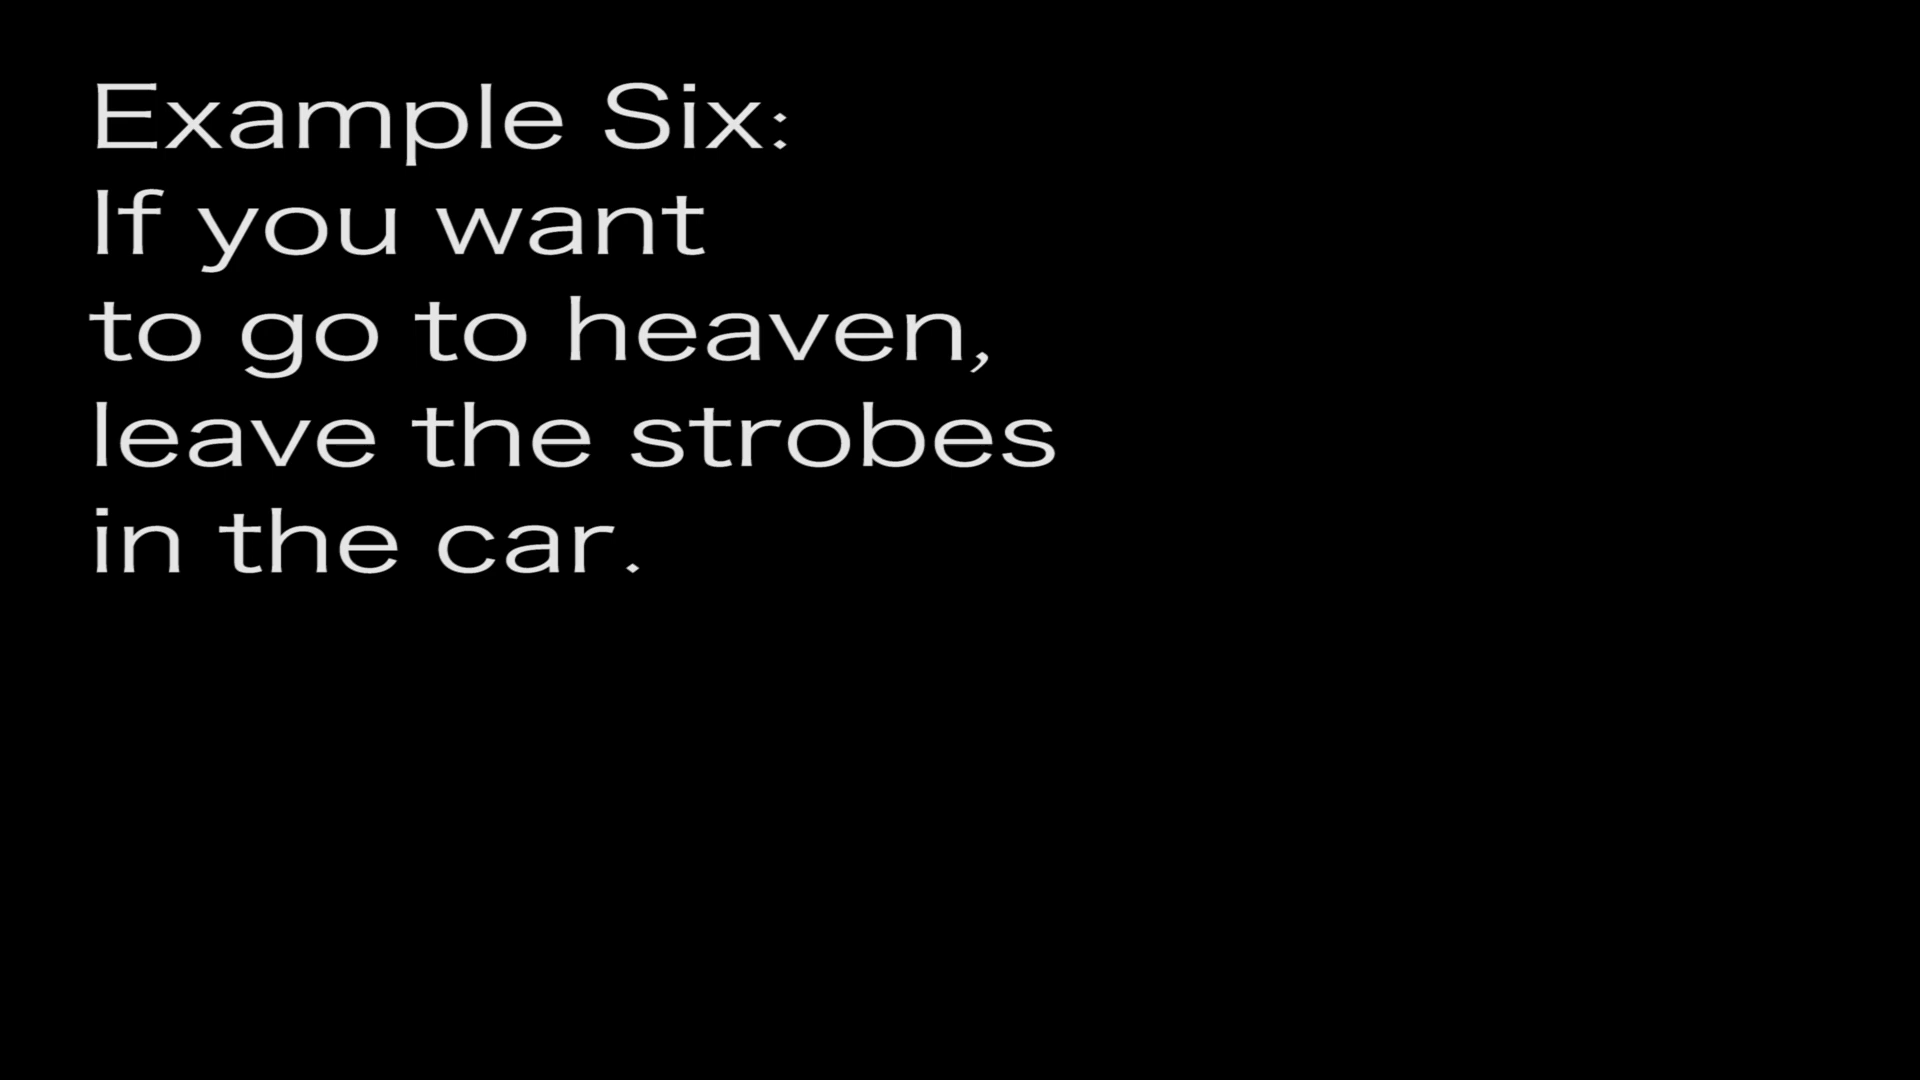 Example Six:
If you want
to go to heaven,
leave the strobes
in the car.